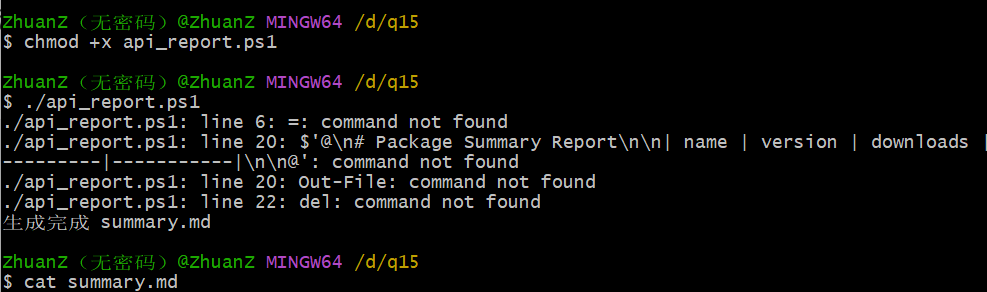 ZhuanZ（无密码）@ZhuanZ MINGW64 /d/q15
$ chmod +x api_report.ps1
ZhuanZ（无密码）@ZhuanZ MINGW64 /d/q15
$ ./api_report.ps1
./api_report.ps1: line 6: =: command not found
./api_report.ps1: line 20: $'@\n# Package Summary Report\n\n| name | version | downloads |
---------|-----------|\n\n@': command not found
./api_report.ps1: line 20: Out-File: command not found
./api_report.ps1: line 22: del: command not found
生成完成 summary.md
ZhuanZ（无密码）@ZhuanZ MINGW64 /d/q15
$ cat summary.md